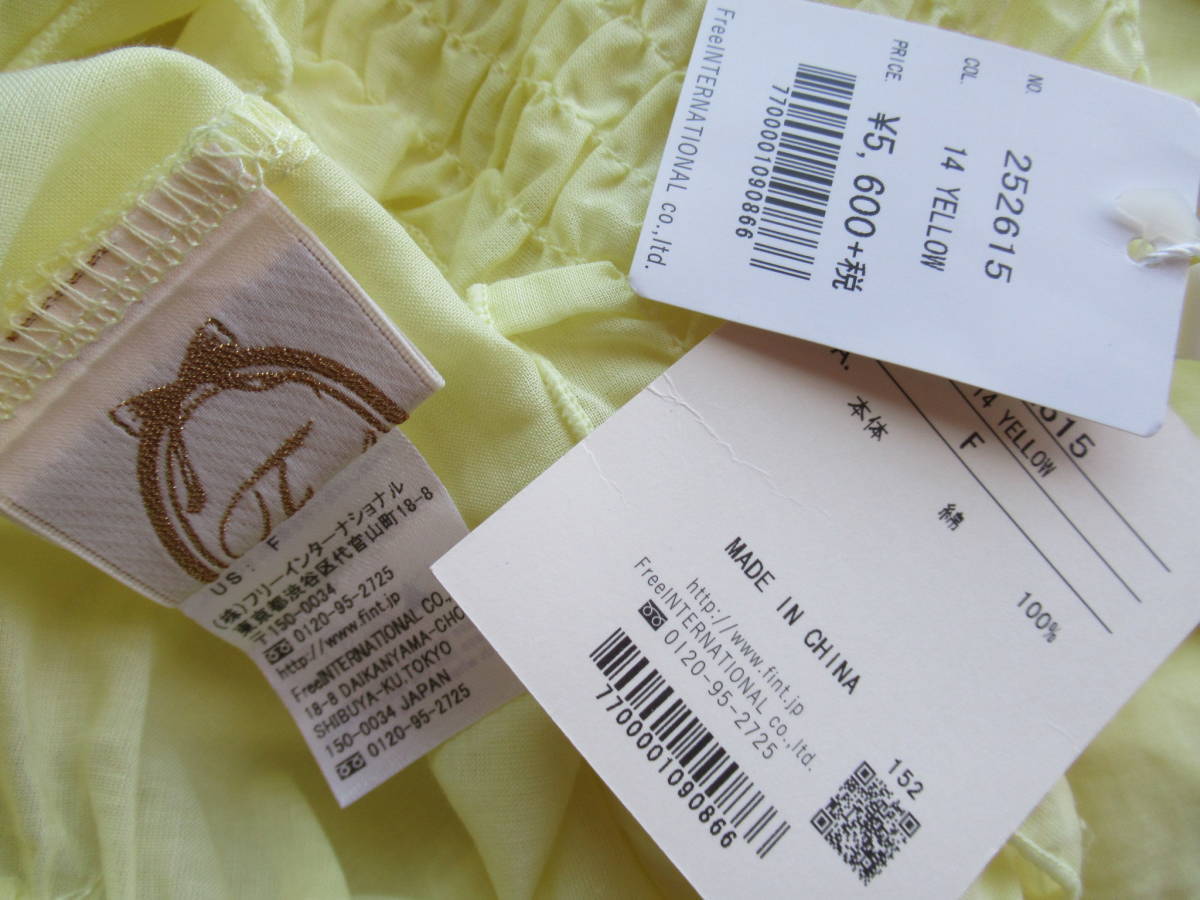 NO. 252615
COL. 14 YELLOW
PRICE. ¥5,600+税
7700001090866
FreeINTERNATIONAL co.,ltd.
615
14 YELLOW
F
本体 綿 100%
MADE IN CHINA
http://www.fint.jp
FreeINTERNATIONAL co.,ltd.
0120-95-2725
7700001090866
152
US: F
(株)フリーインターナショナル
東京都渋谷区代官山町18-8
〒150-0034
0120-95-2725
http://www.fint.jp
FreeINTERNATIONAL CO.,
18-8 DAIKANYAMA-CHO
SHIBUYA-KU.TOKYO
150-0034 JAPAN
0120-95-2725